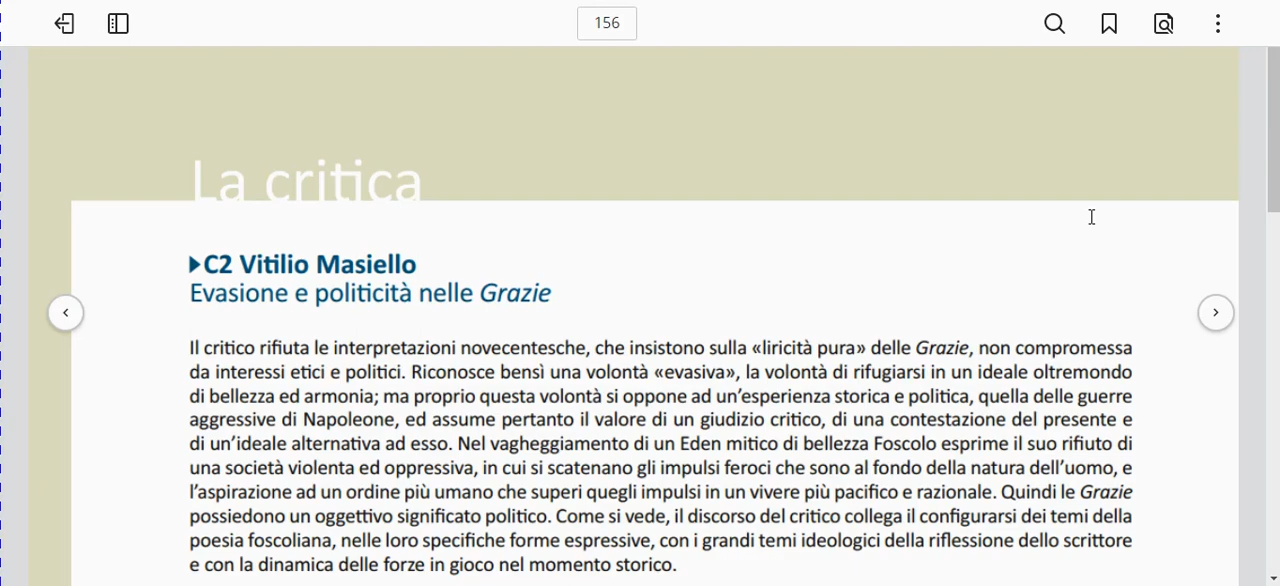 156
La critica
C2 Vitilio Masiello
Evasione e politicità nelle Grazie
Il critico rifiuta le interpretazioni novecentesche, che insistono sulla «liricità pura» delle Grazie, non compromessa
da interessi etici e politici. Riconosce bensì una volontà «evasiva», la volontà di rifugiarsi in un ideale oltremondo
di bellezza ed armonia; ma proprio questa volontà si oppone ad un'esperienza storica e politica, quella delle guerre
aggressive di Napoleone, ed assume pertanto il valore di un giudizio critico, di una contestazione del presente e
di un'ideale alternativa ad esso. Nel vagheggiamento di un Eden mitico di bellezza Foscolo esprime il suo rifiuto di
una società violenta ed oppressiva, in cui si scatenano gli impulsi feroci che sono al fondo della natura dell'uomo, e
l'aspirazione ad un ordine più umano che superi quegli impulsi in un vivere più pacifico e razionale. Quindi le Grazie
possiedono un oggettivo significato politico. Come si vede, il discorso del critico collega il configurarsi dei temi della
poesia foscoliana, nelle loro specifiche forme espressive, con i grandi temi ideologici della riflessione dello scrittore
e con la dinamica delle forze in gioco nel momento storico.